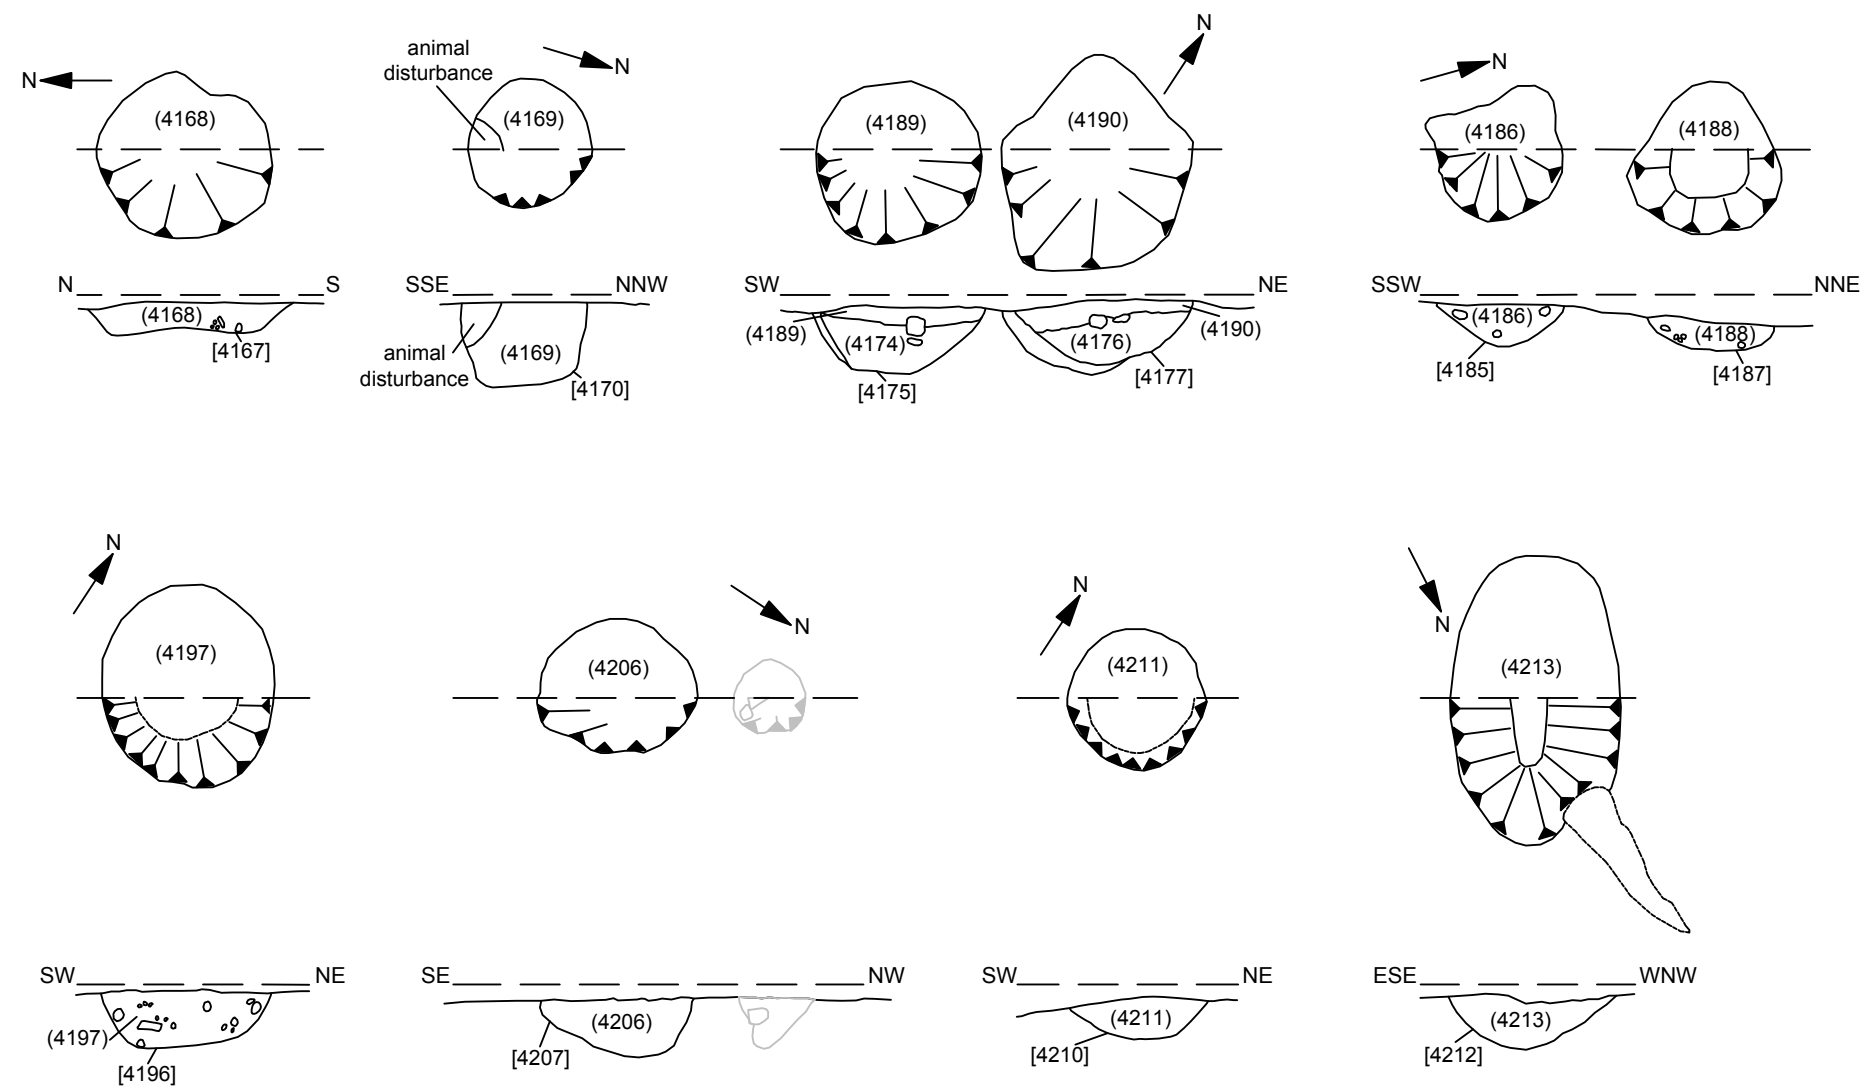 N
(4168)
N
S
(4168)
[4167]
animal
disturbance
N
(4169)
SSE
NNW
animal
disturbance
(4169)
[4170]
N
(4189)
(4190)
SW
NE
(4189)
(4174)
(4176)
(4190)
[4175]
[4177]
N
(4186)
(4188)
SSW
NNE
(4186)
(4188)
[4185]
[4187]
N
(4197)
SW
NE
(4197)
[4196]
N
(4206)
SE
NW
(4206)
[4207]
N
(4211)
SW
NE
(4211)
[4210]
N
(4213)
ESE
WNW
(4213)
[4212]